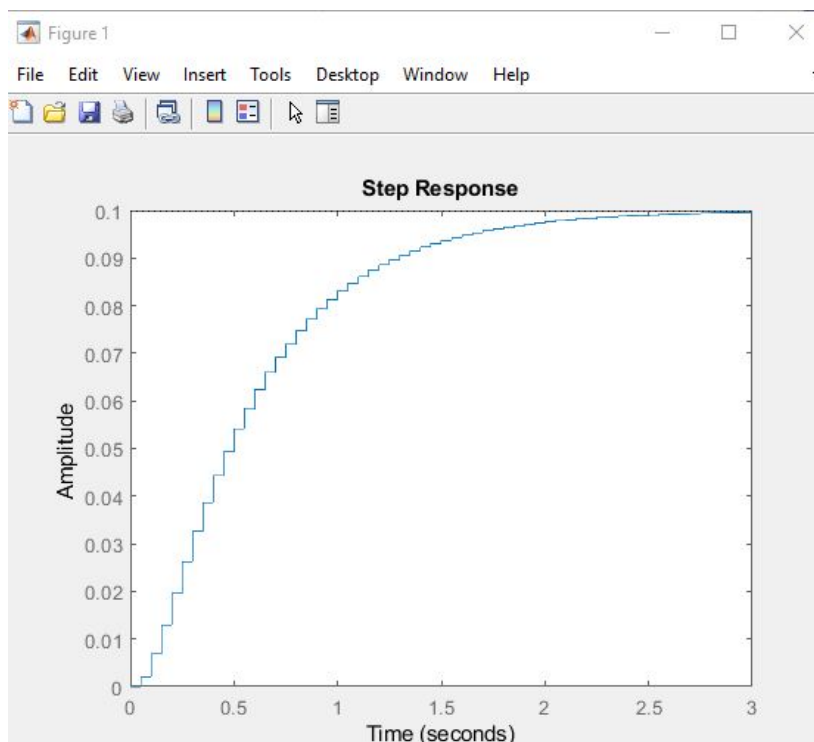 Figure 1
File Edit View Insert Tools Desktop Window Help
Step Response
0.1
0.09
0.08
0.07
0.06
0.05
0.04
0.03
0.02
0.01
0
Amplitude
0 0.5 1 1.5 2 2.5 3
Time (seconds)